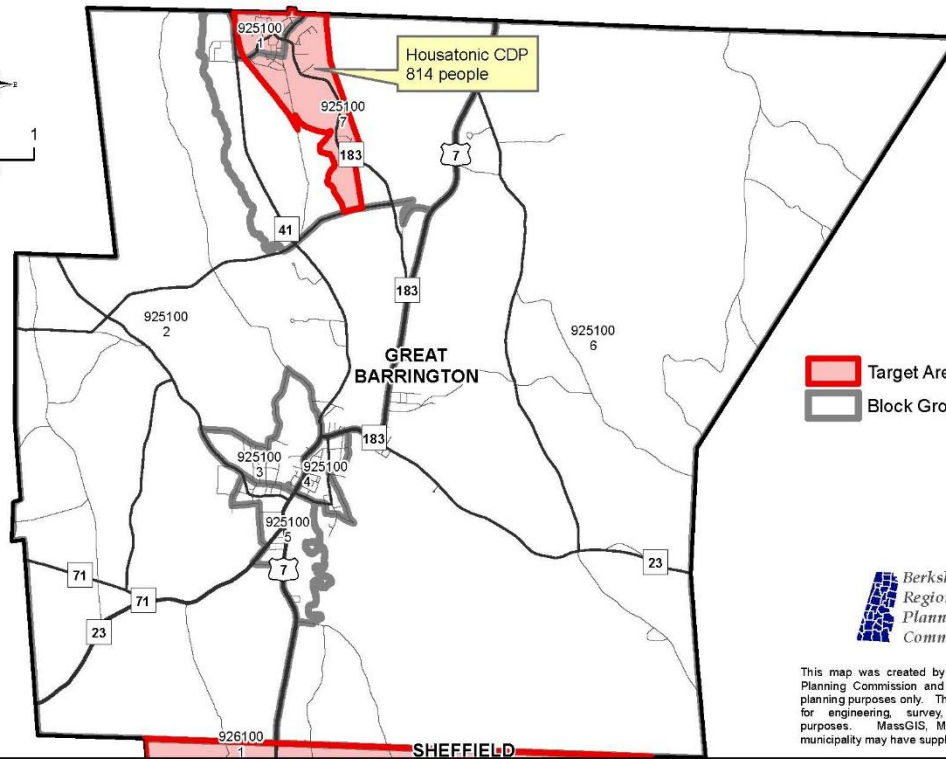 925100
1
Housatonic CDP
814 people
925100
7
183
7
E
1
41
183
925100
2
925100
6
GREAT
BARRINGTON
Target Are
Block Gro
183
925100
3
925100
4
925100
5
7
71
71
23
23
Berksh
Region
Plann
Comm
This map was created by
Planning Commission and
planning purposes only. Th
for engineering, survey,
purposes. MassGIS, M
municipality may have suppl
926100
1
SHEFFIELD